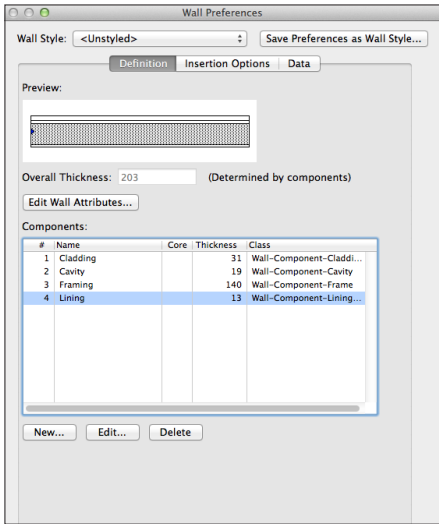 Wall Preferences
Wall Style: <Unstyled> Save Preferences as Wall Style...
Definition Insertion Options Data
Preview:
Overall Thickness: 203 (Determined by components)
Edit Wall Attributes...
Components:
# Name Core Thickness Class
1 Cladding 31 Wall-Component-Claddi...
2 Cavity 19 Wall-Component-Cavity
3 Framing 140 Wall-Component-Frame
4 Lining 13 Wall-Component-Lining...
New... Edit... Delete